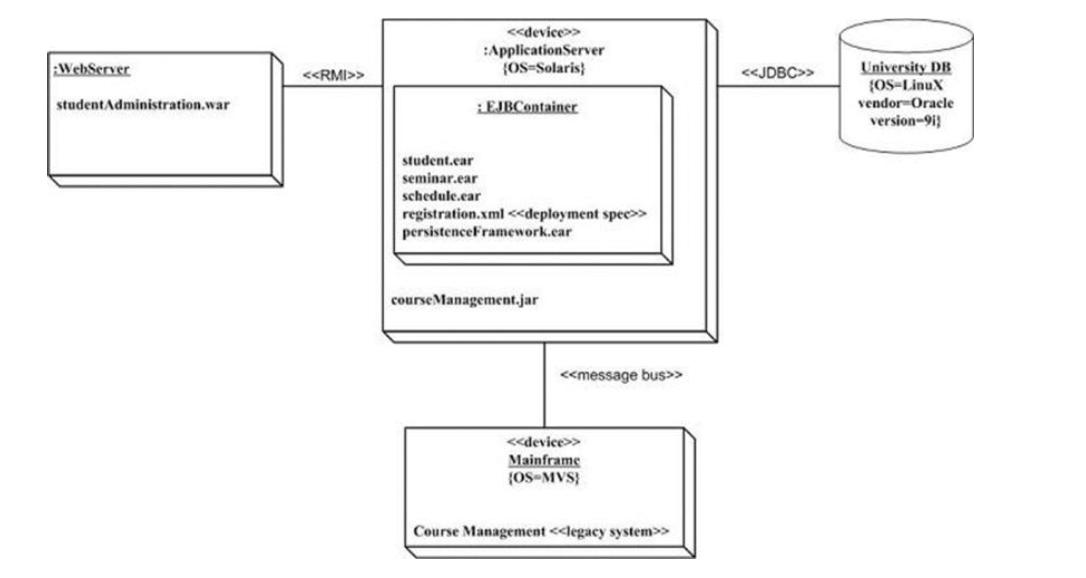 :WebServer
studentAdministration.war
<<RMI>>
<<device>>
:ApplicationServer
{OS=Solaris}
: EJBContainer
student.ear
seminar.ear
schedule.ear
registration.xml <<deployment spec>>
persistenceFramework.ear
courseManagement.jar
<<JDBC>>
University DB
{OS=LinuX
vendor=Oracle
version=9i}
<<message bus>>
<<device>>
Mainframe
{OS=MVS}
Course Management <<legacy system>>